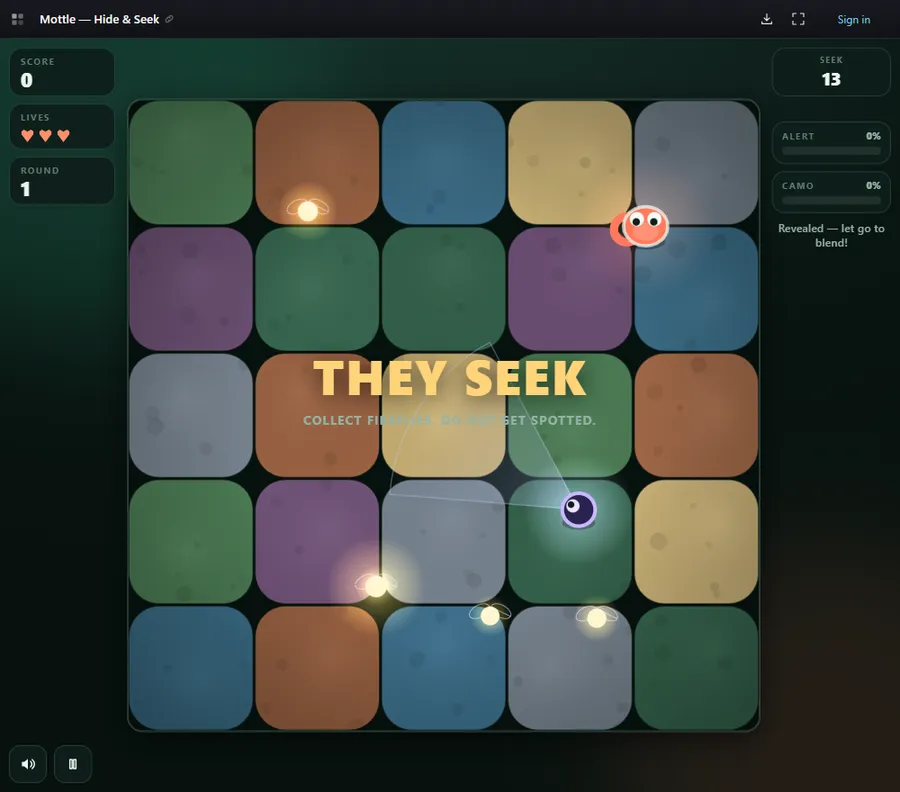 Mottle — Hide & Seek
Sign in
SCORE
0
LIVES
ROUND
1
SEEK
13
ALERT 0%
CAMO 0%
Revealed — let go to
blend!
THEY SEEK
COLLECT FIREFLIES. DO NOT GET SPOTTED.